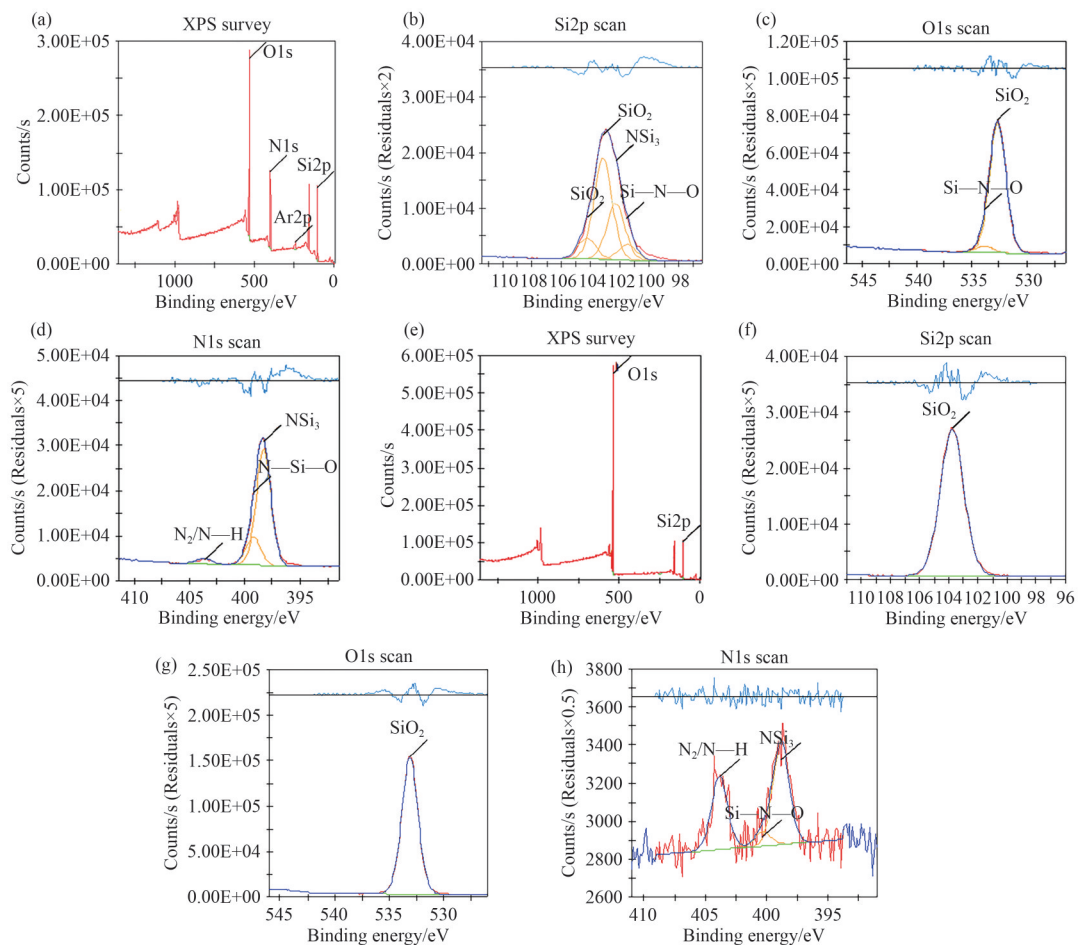 (a)
XPS survey
3.00E+05
2.00E+05
1.00E+05
0.00E+00
Counts/s
O1s
N1s
Si2p
Ar2p
1000
500
0
Binding energy/eV
(b)
Si2p scan
4.00E+04
3.00E+04
2.00E+04
1.00E+04
0.00E+00
Counts/s (Residuals×2)
SiO2
NSi3
SiO2
Si—N—O
110 108 106 104 102 100 98
Binding energy/eV
(c)
O1s scan
1.20E+05
1.00E+05
8.00E+04
6.00E+04
4.00E+04
2.00E+04
0.00E+00
Counts/s (Residuals×5)
SiO2
Si—N—O
545
540
535
530
Binding energy/eV
(d)
N1s scan
5.00E+04
4.00E+04
3.00E+04
2.00E+04
1.00E+04
0.00E+00
Counts/s (Residuals×5)
NSi3
N—Si—O
N2/N—H
410
405
400
395
Binding energy/eV
(e)
XPS survey
6.00E+05
5.00E+05
4.00E+05
3.00E+05
2.00E+05
1.00E+05
0.00E+00
Counts/s
O1s
Si2p
1000
500
0
Binding energy/eV
(f)
Si2p scan
4.00E+04
3.00E+04
2.00E+04
1.00E+04
0.00E+00
Counts/s (Residuals×5)
SiO2
110 108 106 104 102 100 98 96
Binding energy/eV
(g)
O1s scan
2.50E+05
2.00E+05
1.50E+05
1.00E+05
5.00E+04
0.00E+00
Counts/s (Residuals×5)
SiO2
545
540
535
530
Binding energy/eV
(h)
N1s scan
3800
3600
3400
3200
3000
2800
2600
Counts/s (Residuals×0.5)
N2/N—H
NSi3
Si—N—O
410
405
400
395
Binding energy/eV